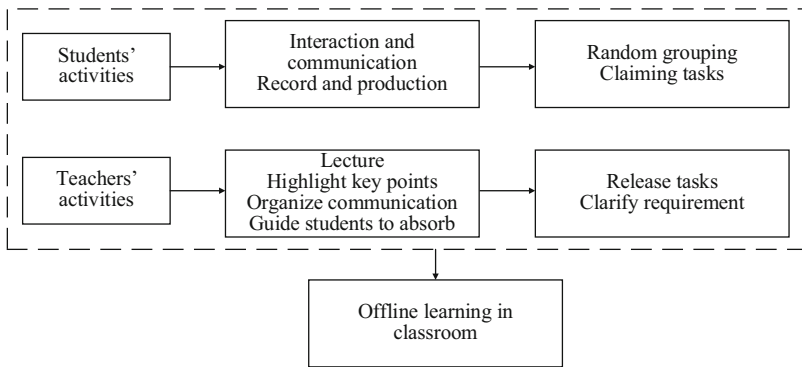 Students’
activities
Interaction and
communication
Record and production
Random grouping
Claiming tasks
Teachers’
activities
Lecture
Highlight key points
Organize communication
Guide students to absorb
Release tasks
Clarify requirement
Offline learning in
classroom